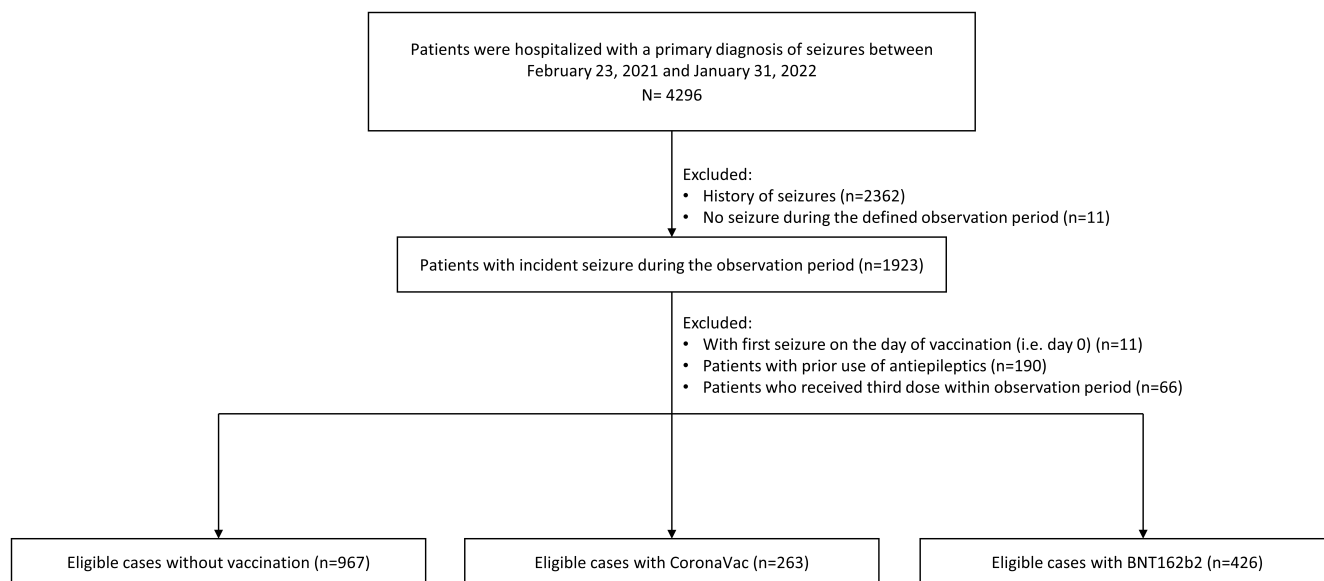 Patients were hospitalized with a primary diagnosis of seizures between
February 23, 2021 and January 31, 2022
N= 4296
Excluded:
• History of seizures (n=2362)
• No seizure during the defined observation period (n=11)
Patients with incident seizure during the observation period (n=1923)
Excluded:
• With first seizure on the day of vaccination (i.e. day 0) (n=11)
• Patients with prior use of antiepileptics (n=190)
• Patients who received third dose within observation period (n=66)
Eligible cases without vaccination (n=967)
Eligible cases with CoronaVac (n=263)
Eligible cases with BNT162b2 (n=426)